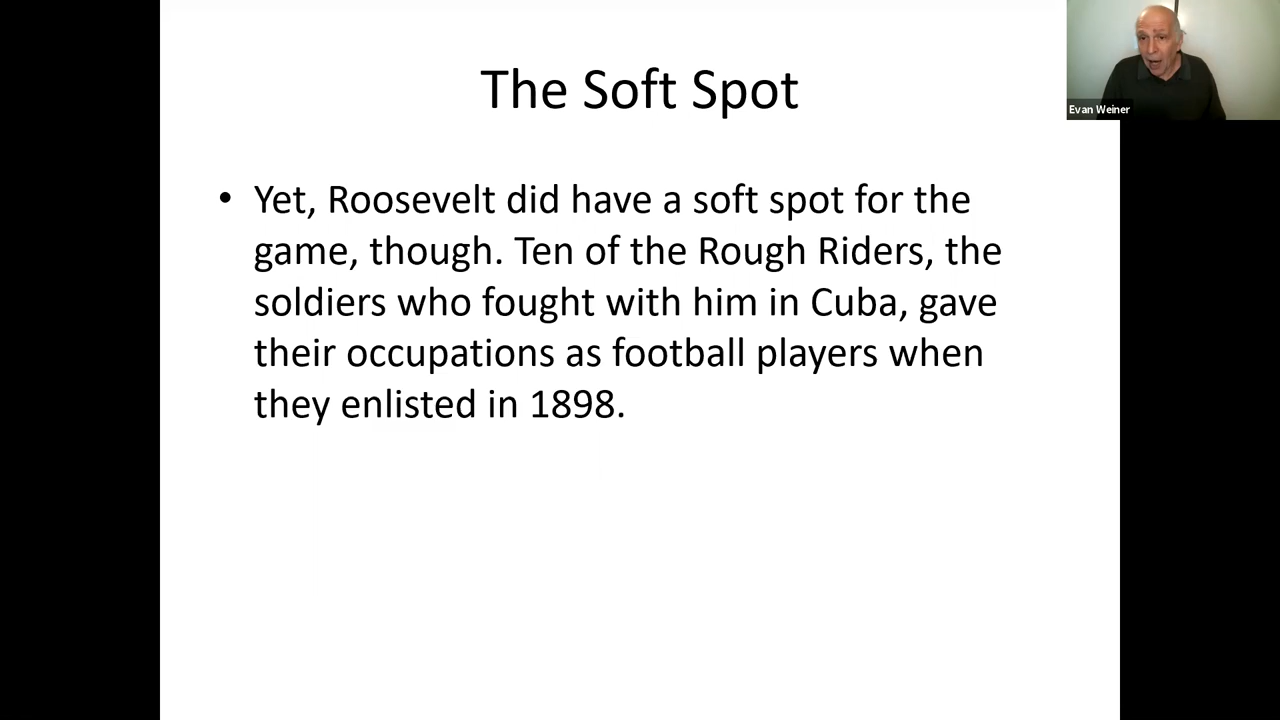 The Soft Spot
• Yet, Roosevelt did have a soft spot for the
game, though. Ten of the Rough Riders, the
soldiers who fought with him in Cuba, gave
their occupations as football players when
they enlisted in 1898.
Evan Weiner